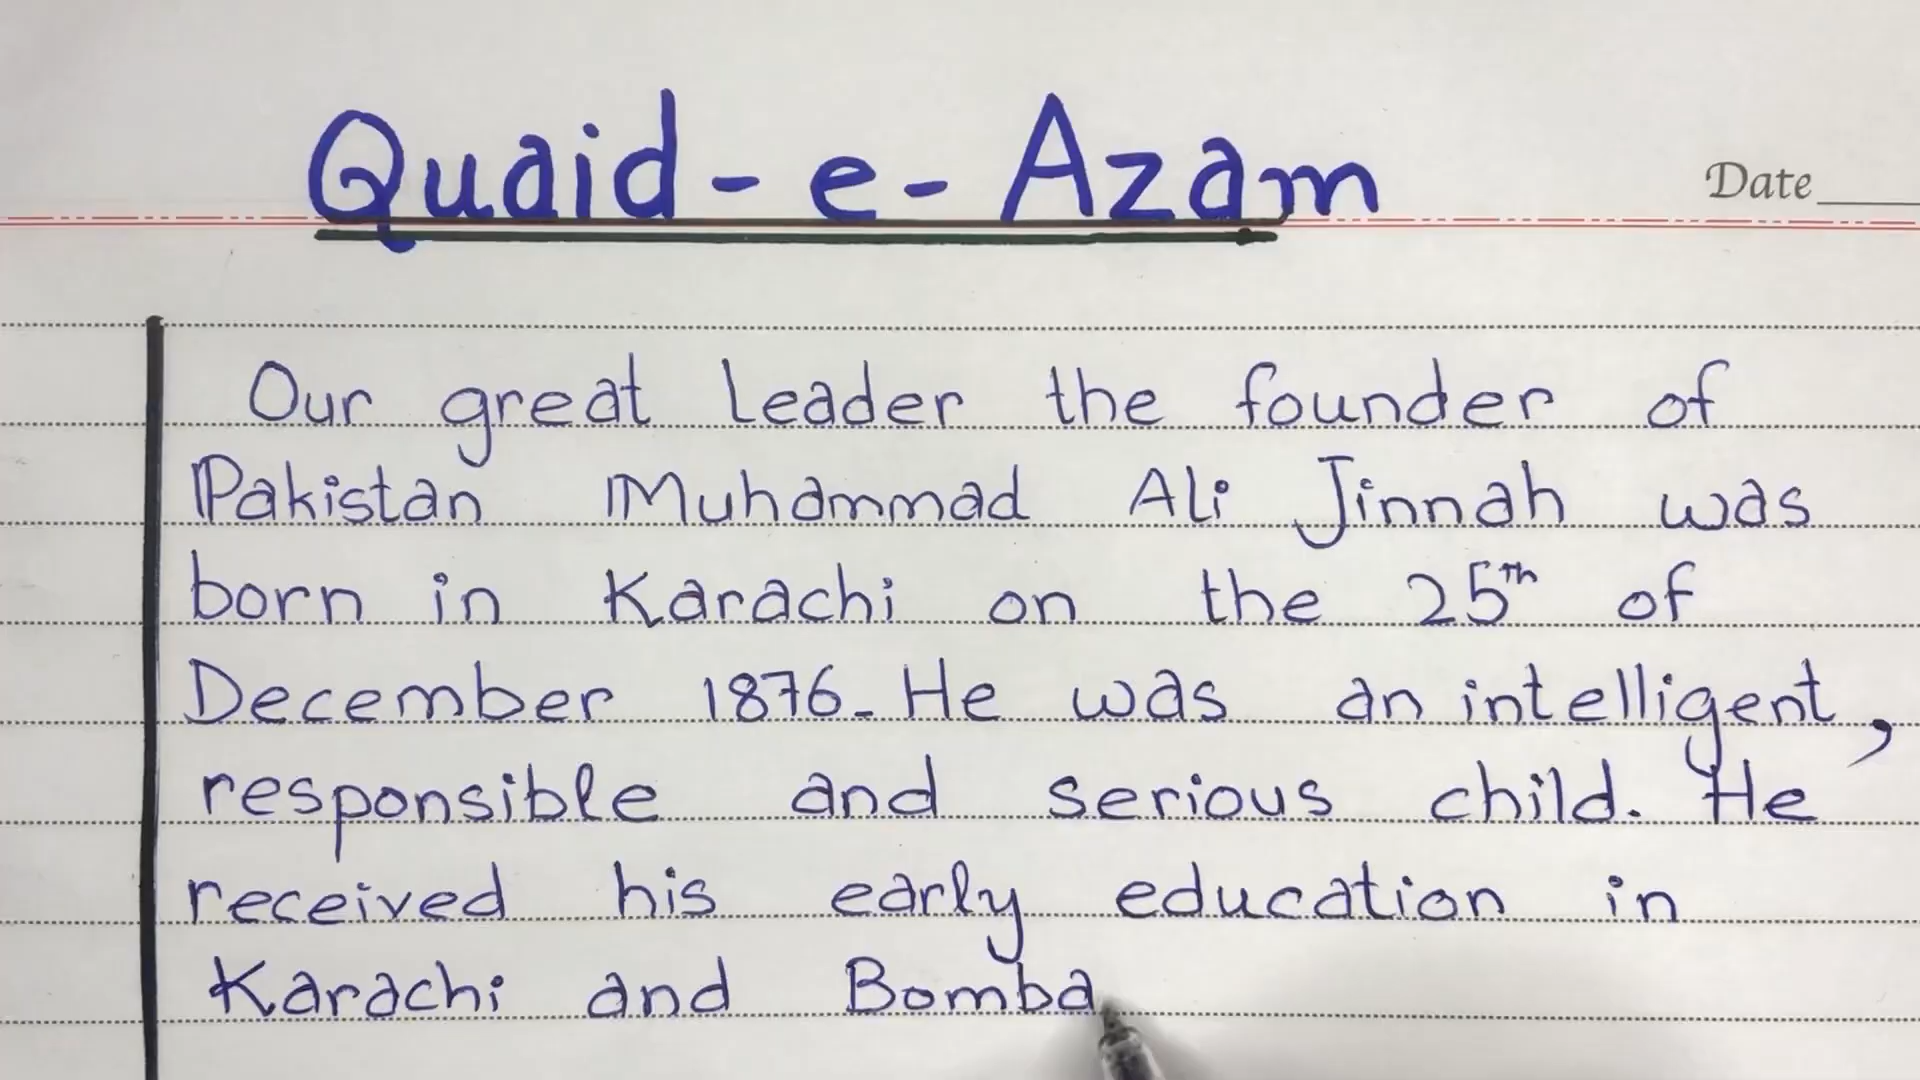 Quaid-e-Azam
Date
Our great leader the founder of
Pakistan Muhammad Ali Jinnah was
born in Karachi on the 25th of
December 1876. He was an intelligent,
responsible and serious child. He
received his early education in
Karachi and Bomba